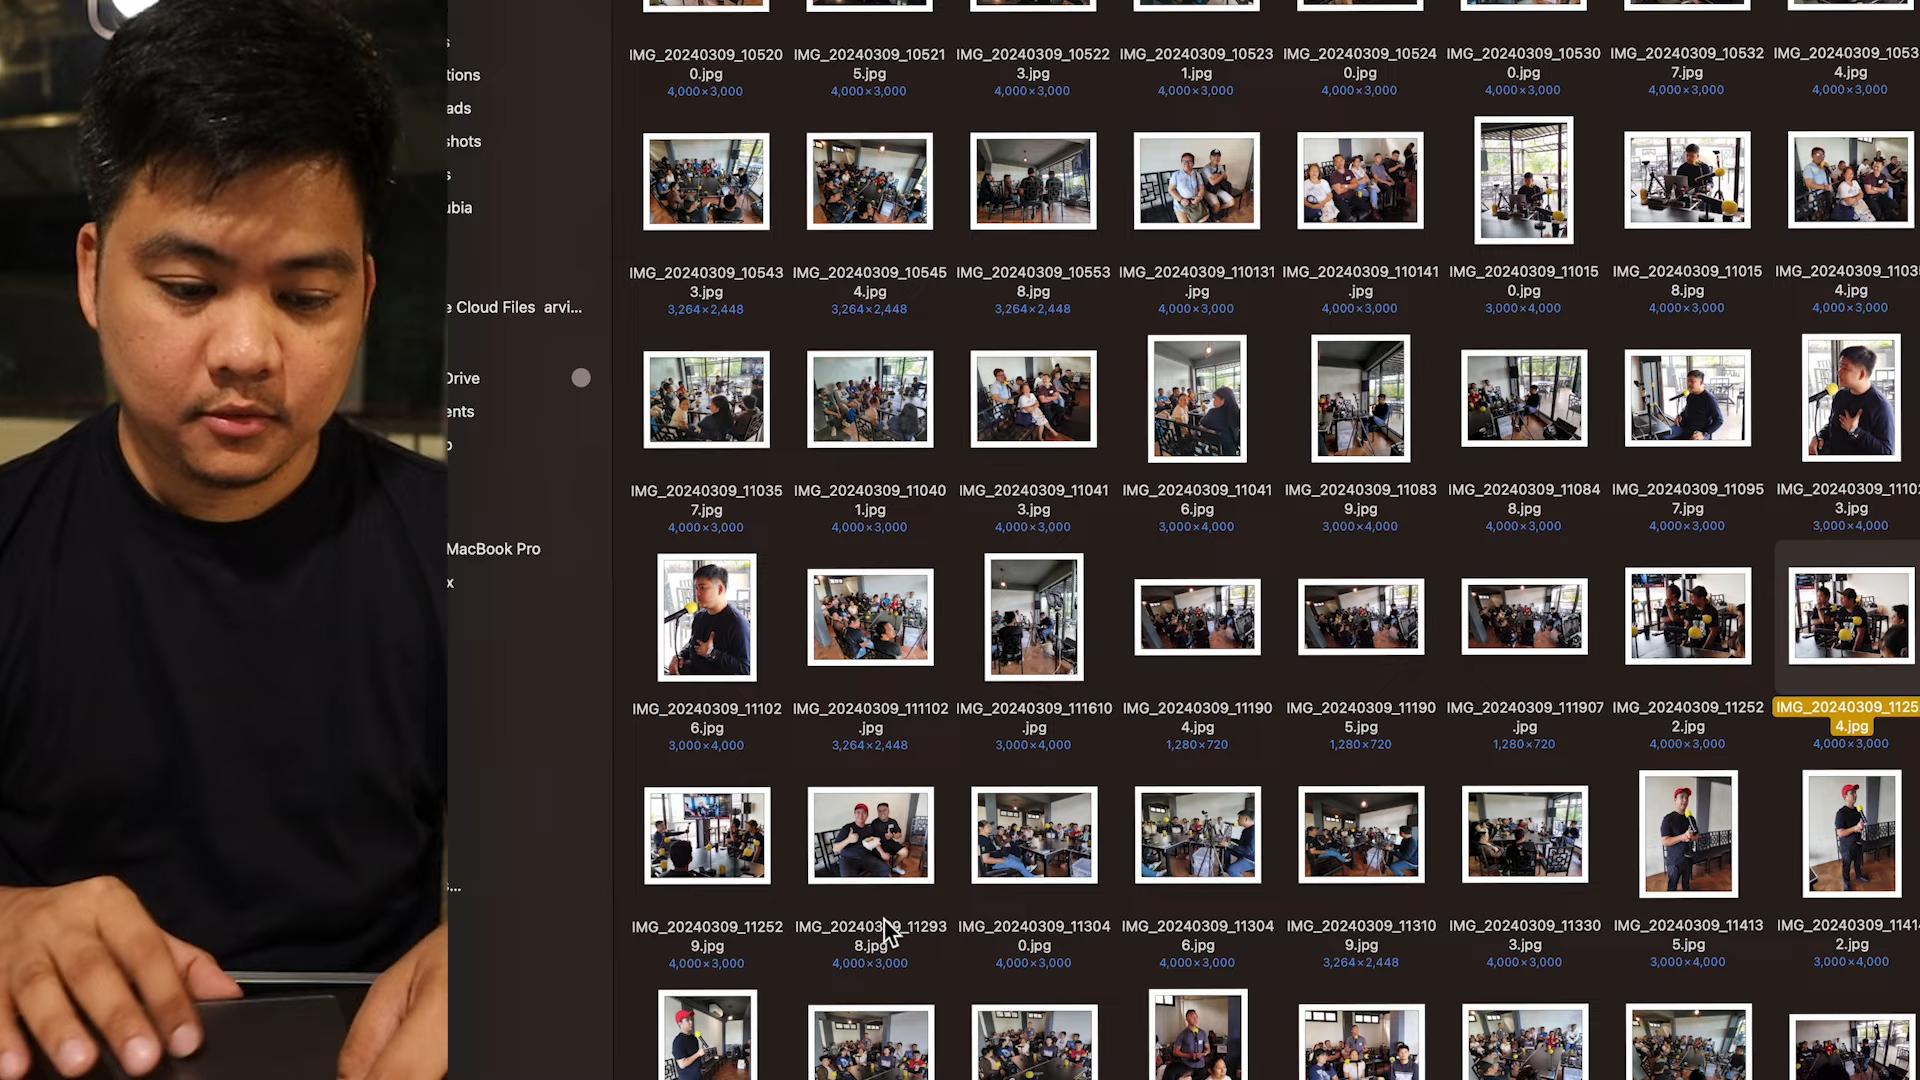 s
tions
ads
shots
s
ubia
e Cloud Files arvi...
Drive
ents
MacBook Pro
x
s...
IMG_20240309_10520 IMG_20240309_10521 IMG_20240309_10522 IMG_20240309_10523 IMG_20240309_10524 IMG_20240309_10530 IMG_20240309_10532 IMG_20240309_1053
0.jpg 5.jpg 3.jpg 1.jpg 0.jpg 0.jpg 7.jpg 4.jpg
4,000×3,000 4,000×3,000 4,000×3,000 4,000×3,000 4,000×3,000 4,000×3,000 4,000×3,000 4,000×3,000
IMG_20240309_10543 IMG_20240309_10545 IMG_20240309_10553 IMG_20240309_110131 IMG_20240309_110141 IMG_20240309_11015 IMG_20240309_11015 IMG_20240309_1103
3.jpg 4.jpg 8.jpg .jpg .jpg 0.jpg 8.jpg 4.jpg
3,264×2,448 3,264×2,448 3,264×2,448 4,000×3,000 4,000×3,000 3,000×4,000 4,000×3,000 4,000×3,000
IMG_20240309_11035 IMG_20240309_11040 IMG_20240309_11041 IMG_20240309_11041 IMG_20240309_11083 IMG_20240309_11084 IMG_20240309_11095 IMG_20240309_1110
7.jpg 1.jpg 3.jpg 6.jpg 9.jpg 8.jpg 7.jpg 3.jpg
4,000×3,000 4,000×3,000 4,000×3,000 3,000×4,000 3,000×4,000 4,000×3,000 4,000×3,000 3,000×4,000
IMG_20240309_11102 IMG_20240309_111102 IMG_20240309_111610 IMG_20240309_11190 IMG_20240309_11190 IMG_20240309_111907 IMG_20240309_11252 IMG_20240309_1125
6.jpg .jpg .jpg 4.jpg 5.jpg .jpg 2.jpg 4.jpg
3,000×4,000 3,264×2,448 3,000×4,000 1,280×720 1,280×720 1,280×720 4,000×3,000 4,000×3,000
IMG_20240309_11252 IMG_20240309_11293 IMG_20240309_11304 IMG_20240309_11304 IMG_20240309_11310 IMG_20240309_11330 IMG_20240309_11413 IMG_20240309_1141
9.jpg 8.jpg 0.jpg 6.jpg 9.jpg 3.jpg 5.jpg 2.jpg
4,000×3,000 4,000×3,000 4,000×3,000 4,000×3,000 3,264×2,448 4,000×3,000 3,000×4,000 3,000×4,000